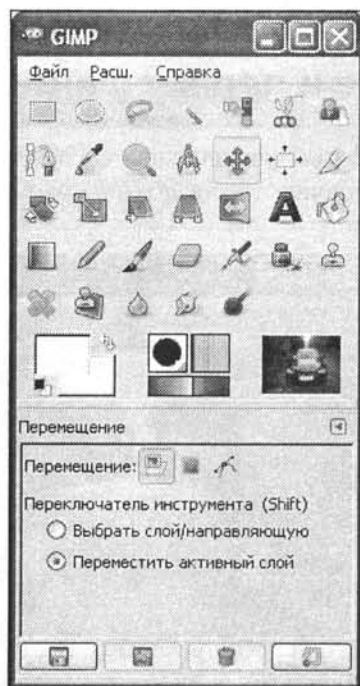 GIMP
Файл Расш. Справка
Перемещение
Перемещение:
Переключатель инструмента (Shift)
Выбрать слой/направляющую
Переместить активный слой